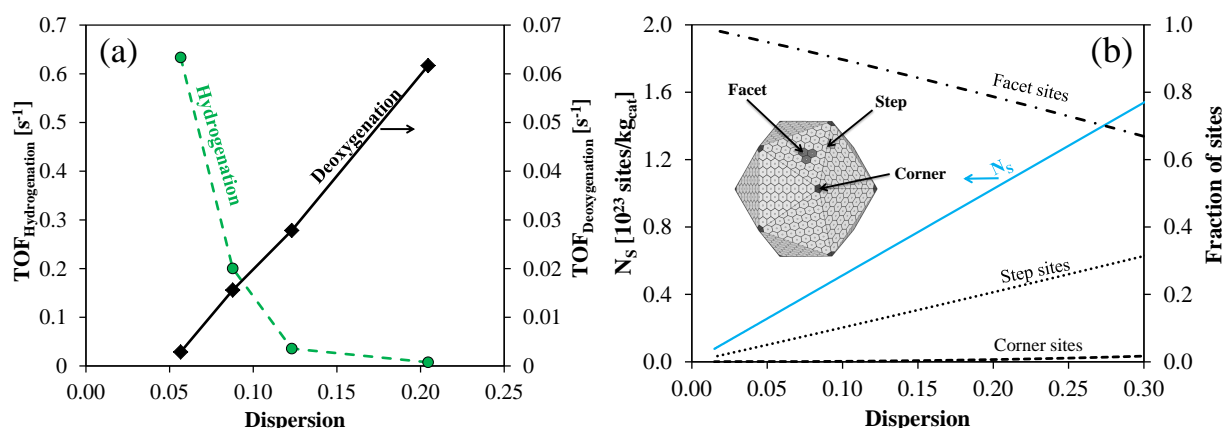 (a)
TOF_Hydrogenation [s⁻¹]
0.7
0.6
0.5
0.4
0.3
0.2
0.1
0
Hydrogenation
Deoxygenation
0.07
0.06
0.05
0.04
0.03
0.02
0.01
0
TOF_Deoxygenation [s⁻¹]
0.00 0.05 0.10 0.15 0.20 0.25
Dispersion
(b)
N_S [10²³ sites/kg_cat]
2.0
1.6
1.2
0.8
0.4
0.0
Facet sites
Facet
Step
Corner
N_S
Step sites
Corner sites
1.0
0.8
0.6
0.4
0.2
0.0
Fraction of sites
0.00 0.05 0.10 0.15 0.20 0.25 0.30
Dispersion